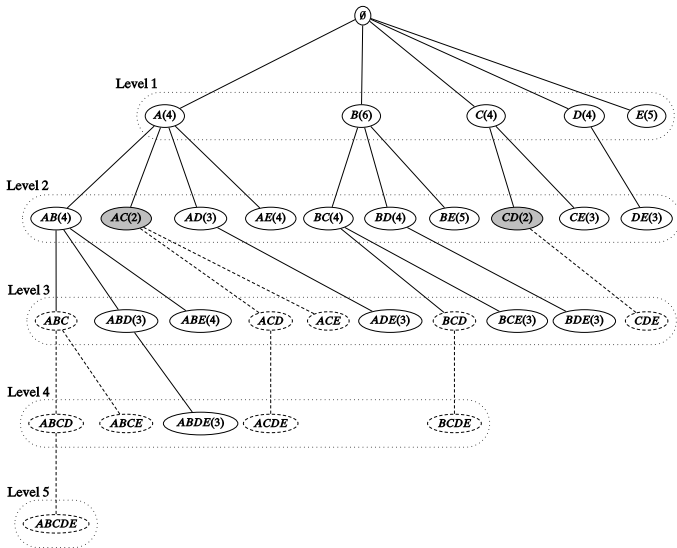 ∅
Level 1
A(4) B(6) C(4) D(4) E(5)
Level 2
AB(4) AC(2) AD(3) AE(4) BC(4) BD(4) BE(5) CD(2) CE(3) DE(3)
Level 3
ABC ABD(3) ABE(4) ACD ACE ADE(3) BCD BCE(3) BDE(3) CDE
Level 4
ABCD ABCE ABDE(3) ACDE BCDE
Level 5
ABCDE